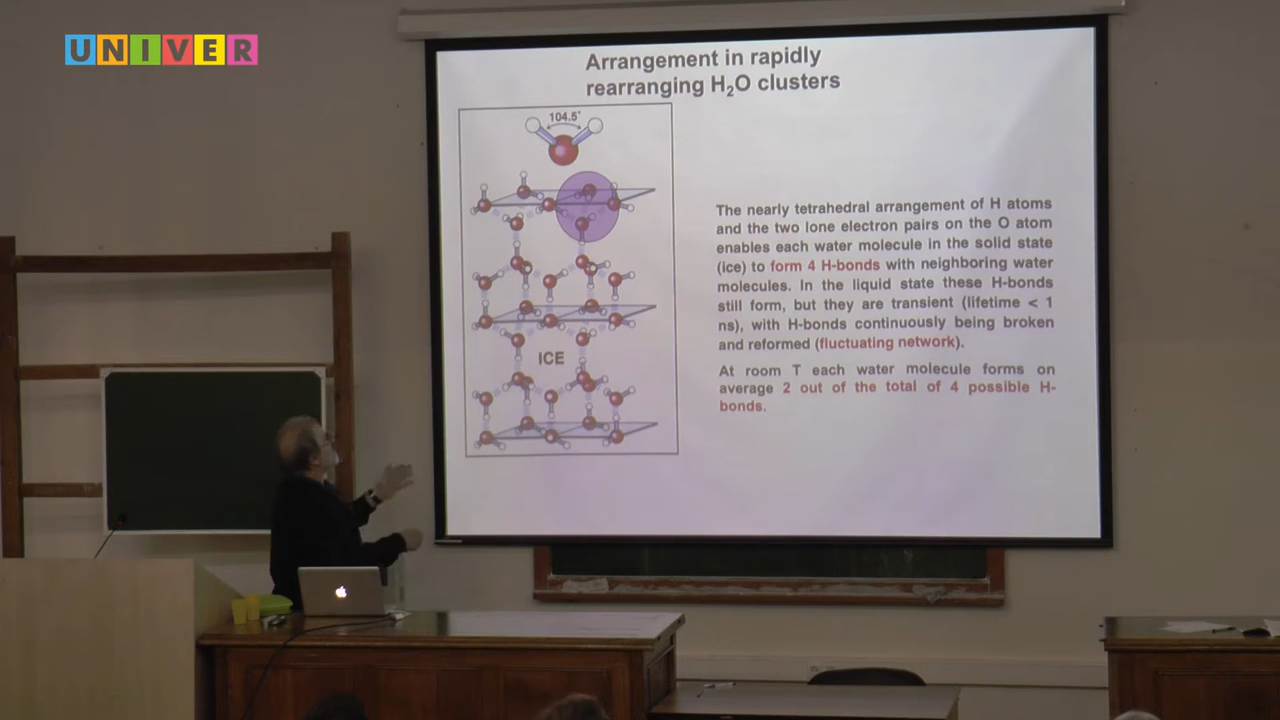 UNIVER
Arrangement in rapidly
rearranging H₂O clusters
104.5°
ICE
The nearly tetrahedral arrangement of H atoms
and the two lone electron pairs on the O atom
enables each water molecule in the solid state
(ice) to form 4 H-bonds with neighboring water
molecules. In the liquid state these H-bonds
still form, but they are transient (lifetime < 1
ns), with H-bonds continuously being broken
and reformed (fluctuating network).
At room T each water molecule forms on
average 2 out of the total of 4 possible H-
bonds.